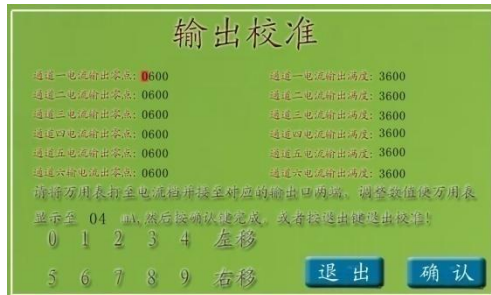 输出校准
通道一电流输出零点: 0600 通道一电流输出满度: 3600
通道二电流输出零点: 0600 通道二电流输出满度: 3600
通道三电流输出零点: 0600 通道三电流输出满度: 3600
通道四电流输出零点: 0600 通道四电流输出满度: 3600
通道五电流输出零点: 0600 通道五电流输出满度: 3600
通道六输电流出零点: 0600 通道六电流输出满度: 3600
请将万用表打至电流档并接至对应的输出口两端, 调整数值使万用表
显示至 04 mA,然后按确认键完成, 或者按退出键退出校准!
0 1 2 3 4 左移
5 6 7 8 9 右移 退 出 确 认